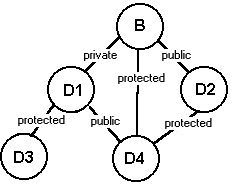 B
private
protected
public
D1
D2
protected
public
protected
D3
D4